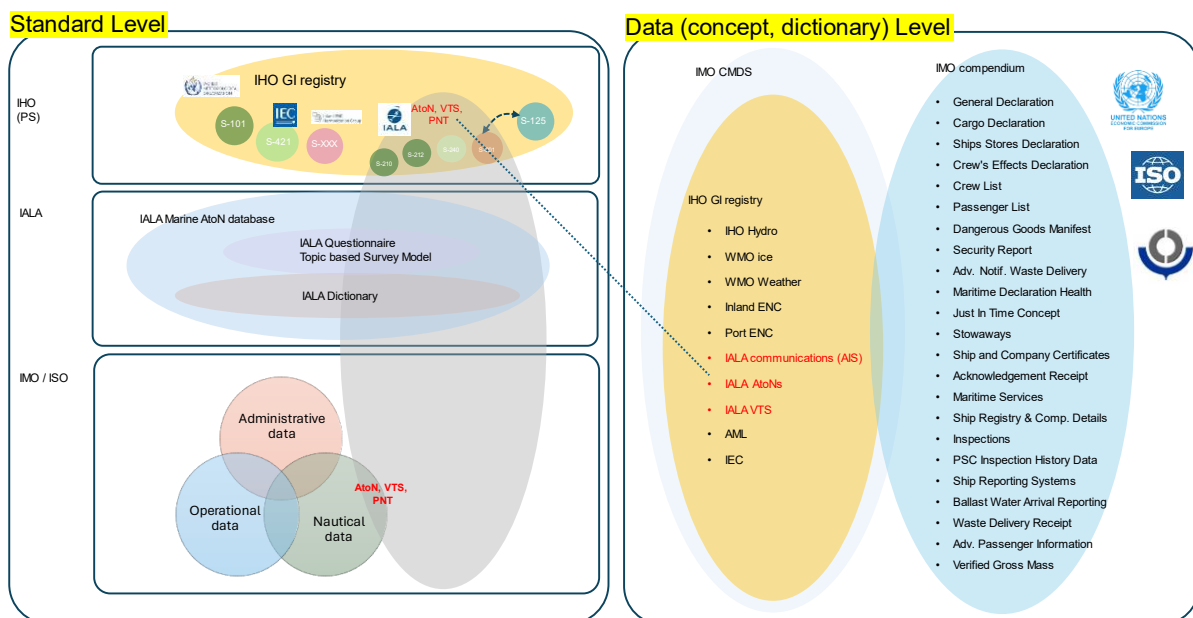 Standard Level
IHO
(PS)
IHO GI registry
IEC
IALA
AtoN, VTS,
PNT
S-101
S-421
S-XXX
S-210
S-212
S-240
S-125
IALA
IALA Marine AtoN database
IALA Questionnaire
Topic based Survey Model
IALA Dictionary
IMO / ISO
Administrative
data
Operational
data
Nautical
data
AtoN, VTS,
PNT
Data (concept, dictionary) Level
IMO CMDS
IHO GI registry
• IHO Hydro
• WMO ice
• WMO Weather
• Inland ENC
• Port ENC
• IALA communications (AIS)
• IALA AtoNs
• IALA VTS
• AML
• IEC
IMO compendium
• General Declaration
• Cargo Declaration
• Ships Stores Declaration
• Crew's Effects Declaration
• Crew List
• Passenger List
• Dangerous Goods Manifest
• Security Report
• Adv. Notif. Waste Delivery
• Maritime Declaration Health
• Just In Time Concept
• Stowaways
• Ship and Company Certificates
• Acknowledgement Receipt
• Maritime Services
• Ship Registry & Comp. Details
• Inspections
• PSC Inspection History Data
• Ship Reporting Systems
• Ballast Water Arrival Reporting
• Waste Delivery Receipt
• Adv. Passenger Information
• Verified Gross Mass
UNITED NATIONS
ECONOMIC COMMISSION
FOR EUROPE
ISO